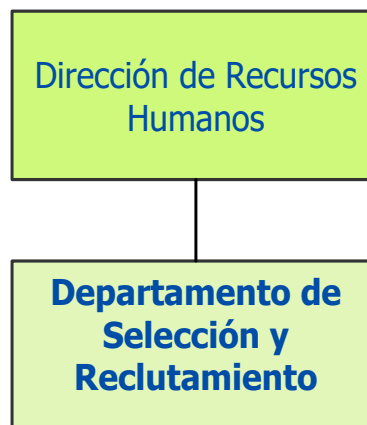 Dirección de Recursos
Humanos
Departamento de
Selección y
Reclutamiento